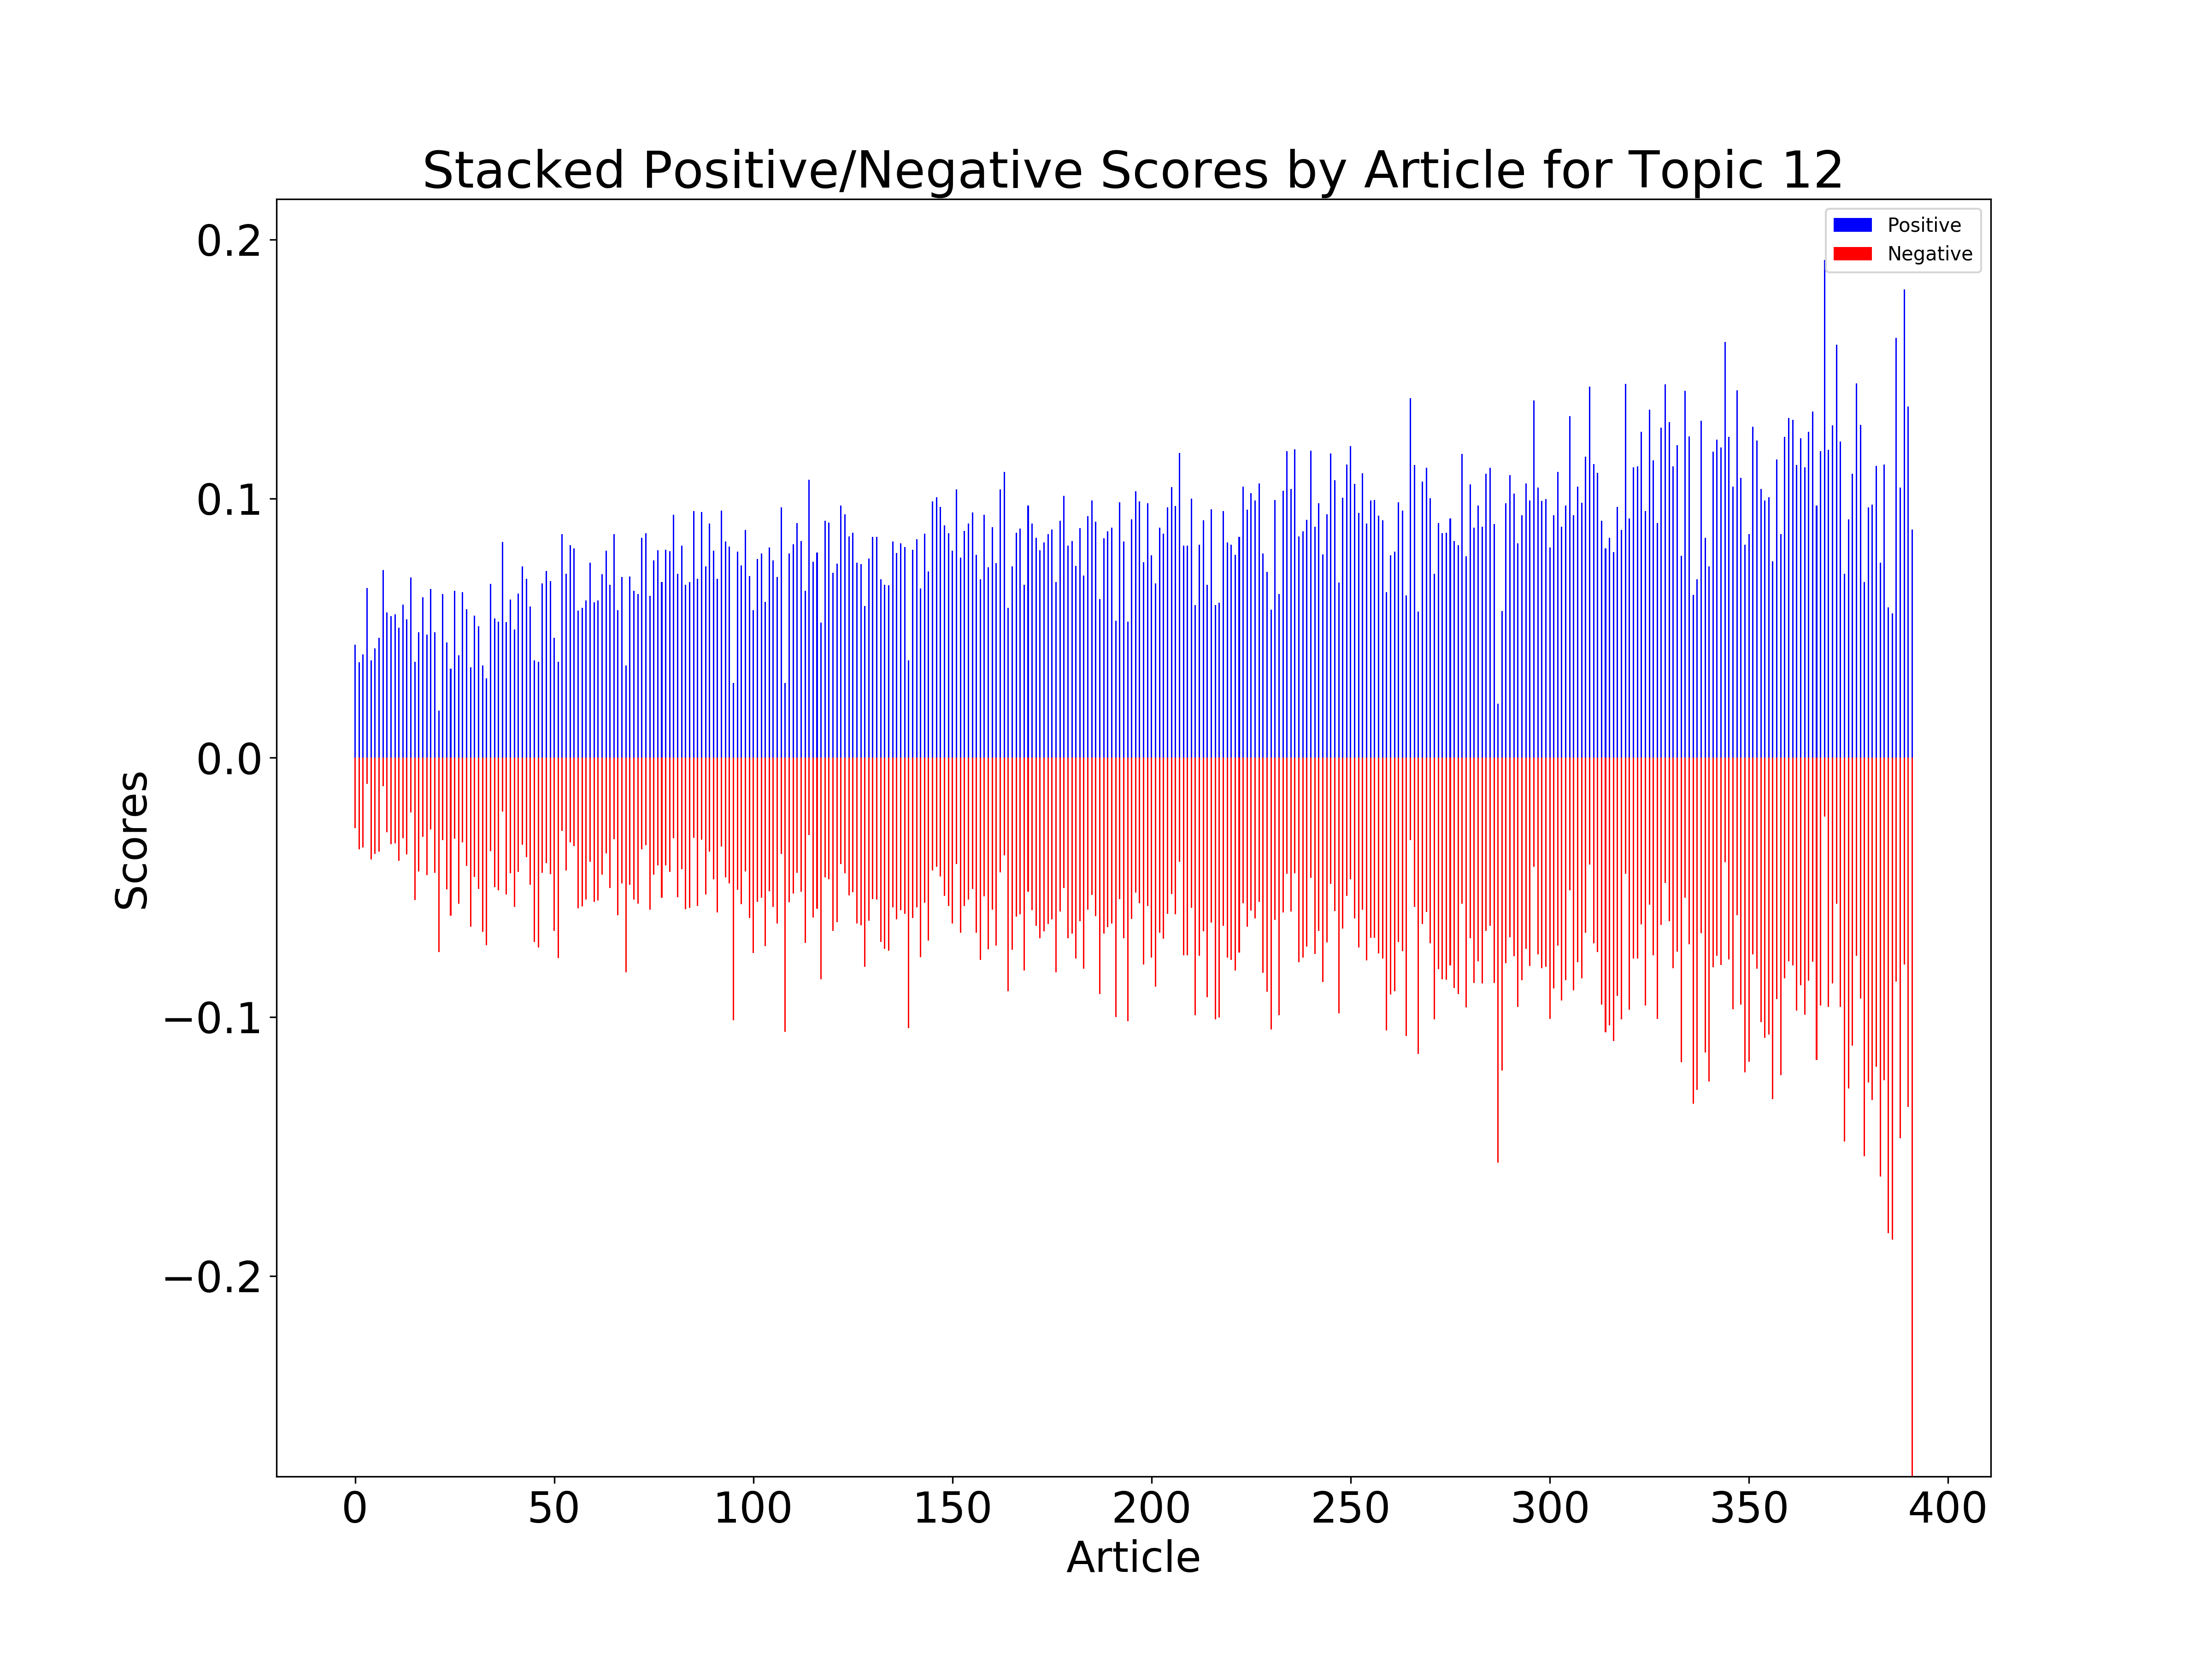 Stacked Positive/Negative Scores by Article for Topic 12
Positive
Negative
0.2
0.1
0.0
−0.1
−0.2
Scores
0 50 100 150 200 250 300 350 400
Article